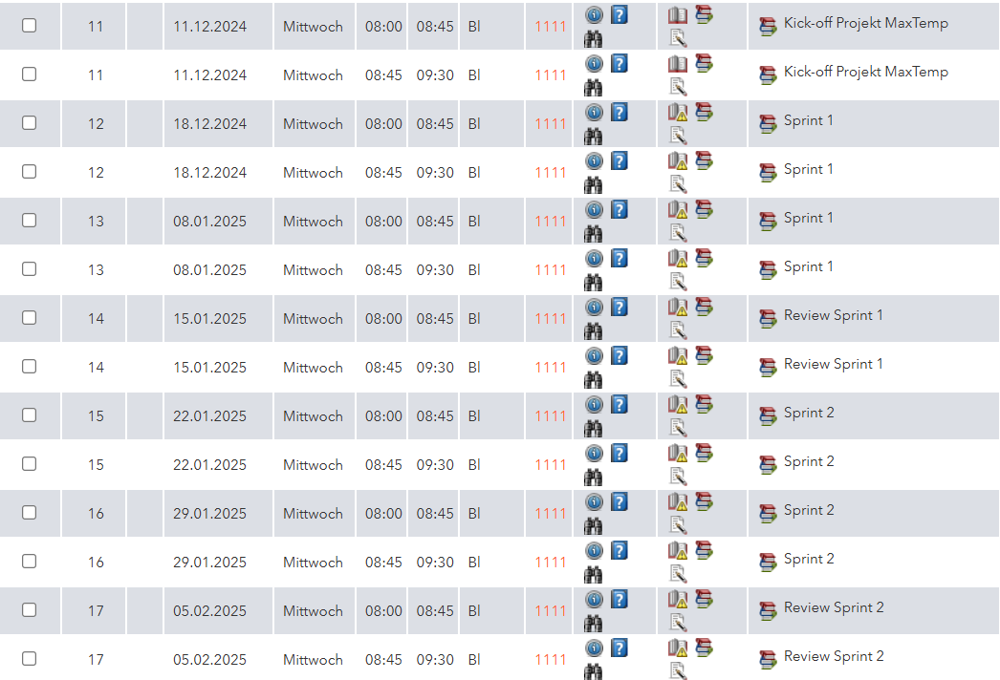 11 11.12.2024 Mittwoch 08:00 08:45 Bl 1111 Kick-off Projekt MaxTemp
11 11.12.2024 Mittwoch 08:45 09:30 Bl 1111 Kick-off Projekt MaxTemp
12 18.12.2024 Mittwoch 08:00 08:45 Bl 1111 Sprint 1
12 18.12.2024 Mittwoch 08:45 09:30 Bl 1111 Sprint 1
13 08.01.2025 Mittwoch 08:00 08:45 Bl 1111 Sprint 1
13 08.01.2025 Mittwoch 08:45 09:30 Bl 1111 Sprint 1
14 15.01.2025 Mittwoch 08:00 08:45 Bl 1111 Review Sprint 1
14 15.01.2025 Mittwoch 08:45 09:30 Bl 1111 Review Sprint 1
15 22.01.2025 Mittwoch 08:00 08:45 Bl 1111 Sprint 2
15 22.01.2025 Mittwoch 08:45 09:30 Bl 1111 Sprint 2
16 29.01.2025 Mittwoch 08:00 08:45 Bl 1111 Sprint 2
16 29.01.2025 Mittwoch 08:45 09:30 Bl 1111 Sprint 2
17 05.02.2025 Mittwoch 08:00 08:45 Bl 1111 Review Sprint 2
17 05.02.2025 Mittwoch 08:45 09:30 Bl 1111 Review Sprint 2